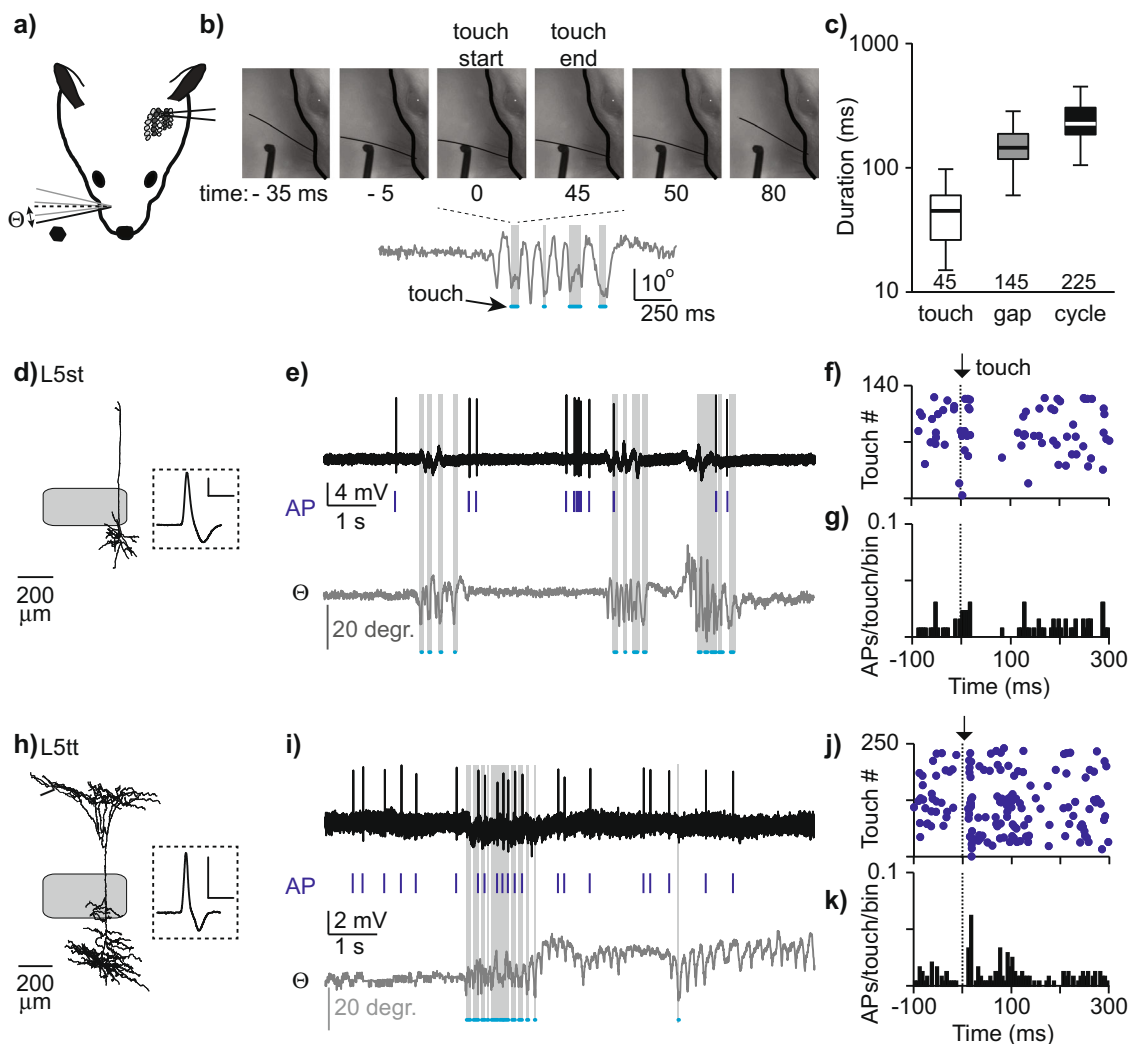 a)
Θ
b)
touch start
touch end
time: - 35 ms
- 5
0
45
50
80
touch
10°
250 ms
c)
Duration (ms)
1000
100
10
45
145
225
touch
gap
cycle
d) L5st
200 μm
e)
AP
4 mV
1 s
Θ
20 degr.
f)
touch
Touch #
140
g)
APs/touch/bin
0.1
0
-100
100
300
Time (ms)
h) L5tt
200 μm
i)
AP
2 mV
1 s
Θ
20 degr.
j)
Touch #
250
k)
APs/touch/bin
0.1
0
-100
100
300
Time (ms)